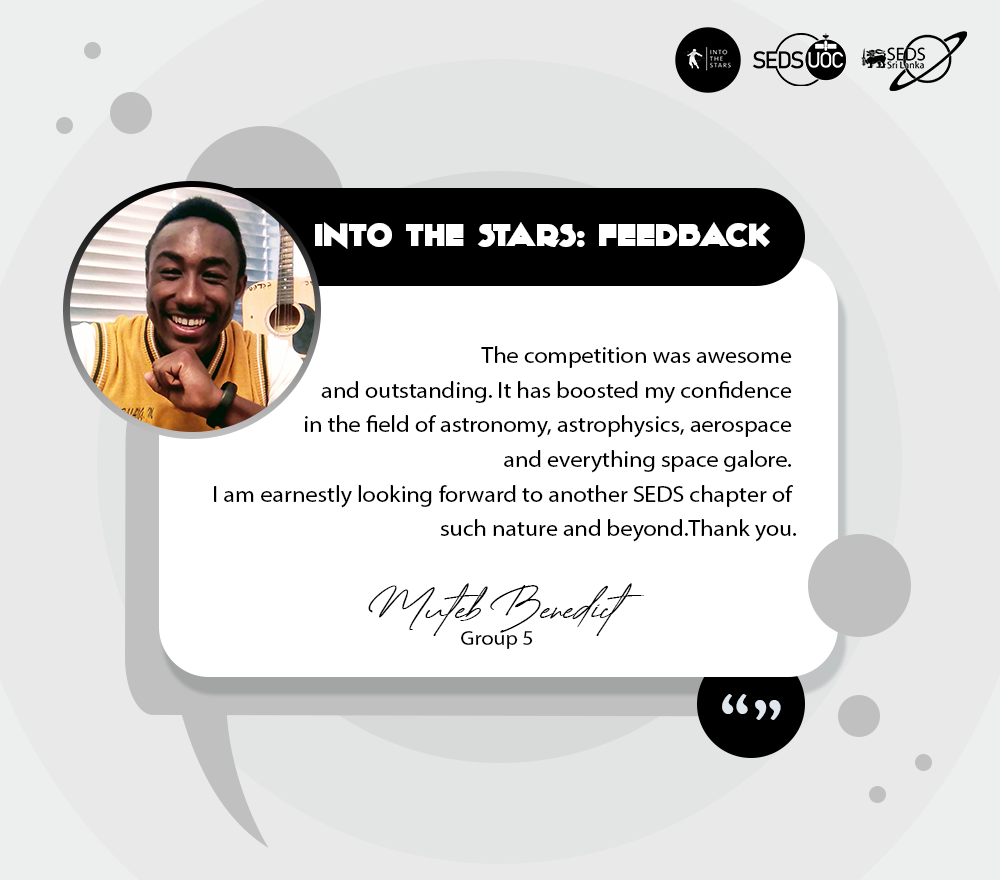 INTO
THE
STARS
SEDS UOC
SEDS
Sri Lanka
INTO THE STARS: FEEDBACK
The competition was awesome
and outstanding. It has boosted my confidence
in the field of astronomy, astrophysics, aerospace
and everything space galore.
I am earnestly looking forward to another SEDS chapter of
such nature and beyond.Thank you.
Muteb Benedict
Group 5
“”